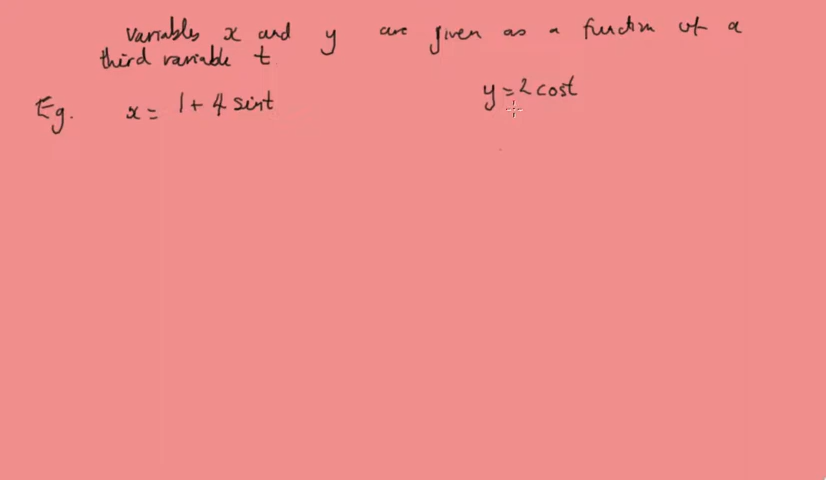 variables x and y are given as a function of a
third variable t
Eg. x = 1 + 4 sint y = 2 cost